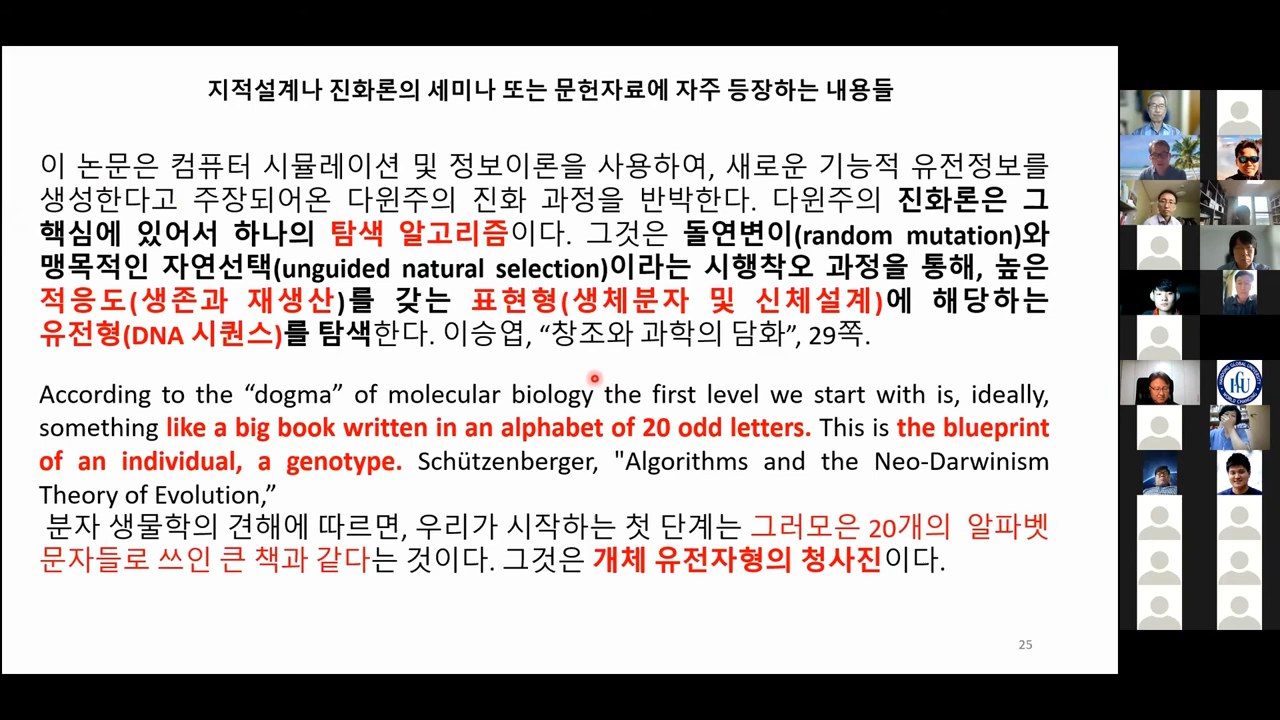 지적설계나 진화론의 세미나 또는 문헌자료에 자주 등장하는 내용들
이 논문은 컴퓨터 시뮬레이션 및 정보이론을 사용하여, 새로운 기능적 유전정보를
생성한다고 주장되어온 다윈주의 진화 과정을 반박한다. 다윈주의 진화론은 그
핵심에 있어서 하나의 탐색 알고리즘이다. 그것은 돌연변이(random mutation)와
맹목적인 자연선택(unguided natural selection)이라는 시행착오 과정을 통해, 높은
적응도(생존과 재생산)를 갖는 표현형(생체분자 및 신체설계)에 해당하는
유전형(DNA 시퀀스)를 탐색한다. 이승엽, “창조와 과학의 담화”, 29쪽.
According to the “dogma” of molecular biology the first level we start with is, ideally,
something like a big book written in an alphabet of 20 odd letters. This is the blueprint
of an individual, a genotype. Schützenberger, "Algorithms and the Neo-Darwinism
Theory of Evolution,”
분자 생물학의 견해에 따르면, 우리가 시작하는 첫 단계는 그러모은 20개의 알파벳
문자들로 쓰인 큰 책과 같다는 것이다. 그것은 개체 유전자형의 청사진이다.
25